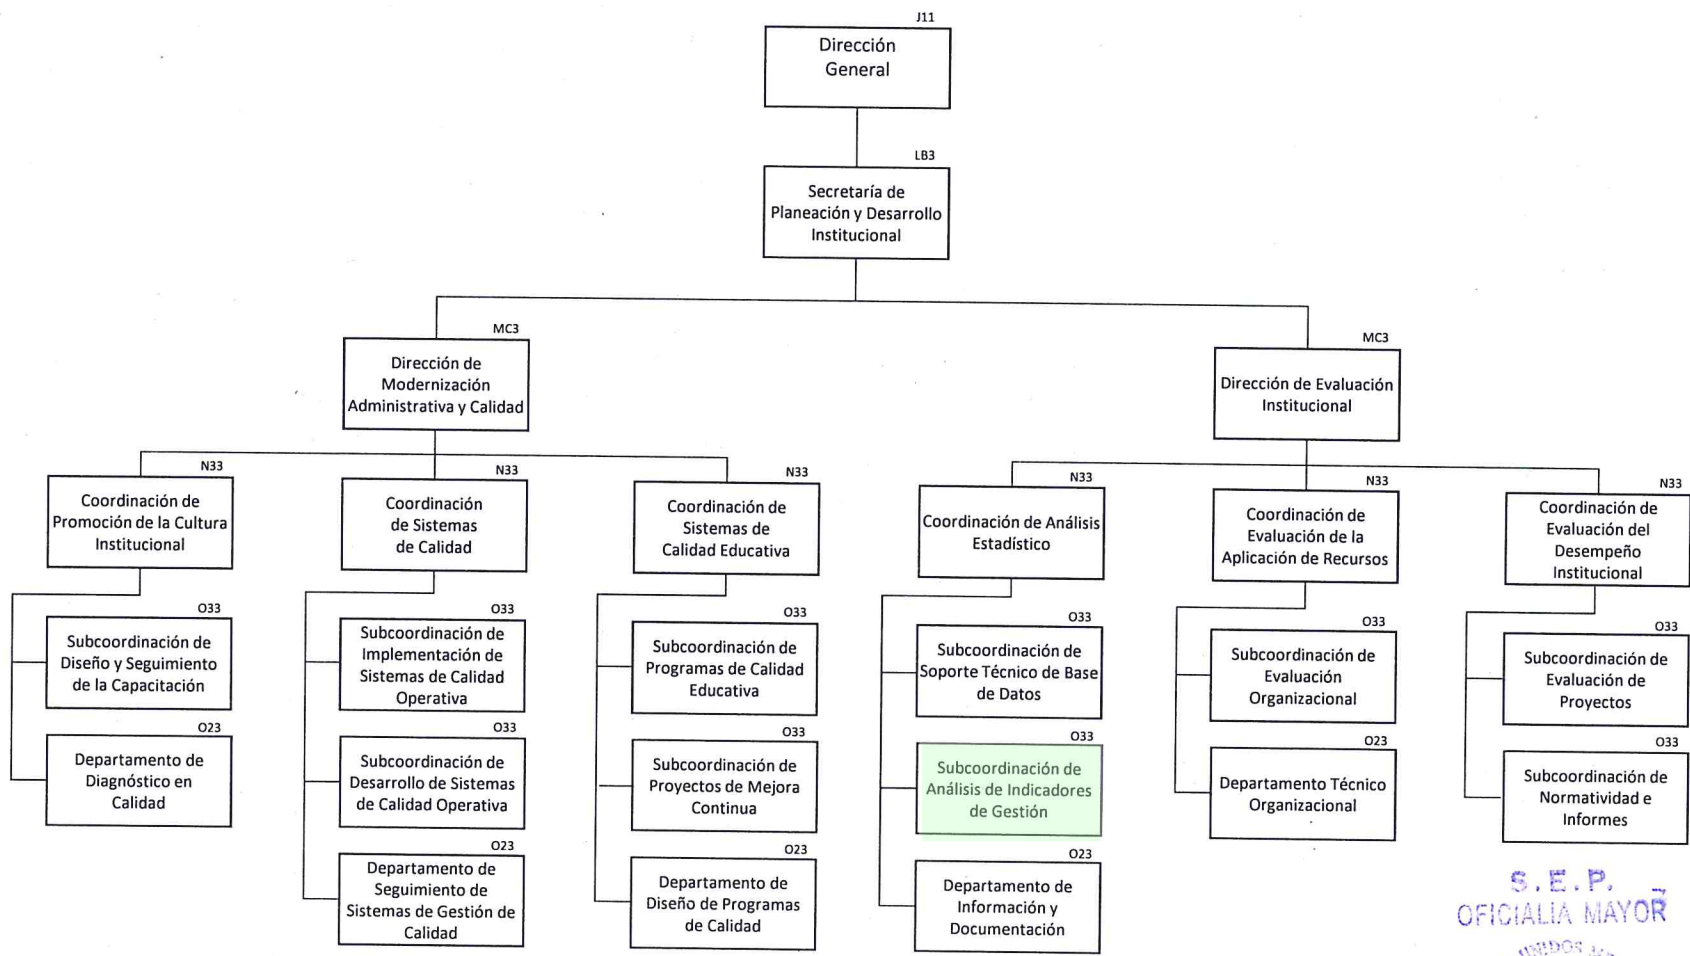 J11
Dirección
General
LB3
Secretaría de
Planeación y Desarrollo
Institucional
MC3
Dirección de
Modernización
Administrativa y Calidad
MC3
Dirección de Evaluación
Institucional
N33
Coordinación de
Promoción de la Cultura
Institucional
N33
Coordinación
de Sistemas
de Calidad
N33
Coordinación de
Sistemas de
Calidad Educativa
N33
Coordinación de Análisis
Estadístico
N33
Coordinación de
Evaluación de la
Aplicación de Recursos
N33
Coordinación de
Evaluación del
Desempeño
Institucional
O33
Subcoordinación de
Diseño y Seguimiento
de la Capacitación
O23
Departamento de
Diagnóstico en
Calidad
O33
Subcoordinación de
Implementación de
Sistemas de Calidad
Operativa
O33
Subcoordinación de
Desarrollo de Sistemas
de Calidad Operativa
O23
Departamento de
Seguimiento de
Sistemas de Gestión de
Calidad
O33
Subcoordinación de
Programas de Calidad
Educativa
O33
Subcoordinación de
Proyectos de Mejora
Continua
O23
Departamento de
Diseño de Programas
de Calidad
O33
Subcoordinación de
Soporte Técnico de Base
de Datos
O33
Subcoordinación de
Análisis de Indicadores
de Gestión
O23
Departamento de
Información y
Documentación
O33
Subcoordinación de
Evaluación
Organizacional
O23
Departamento Técnico
Organizacional
O33
Subcoordinación de
Evaluación de
Proyectos
O33
Subcoordinación de
Normatividad e
Informes
S.E.P.
OFICIALIA MAYOR
UNIDOS